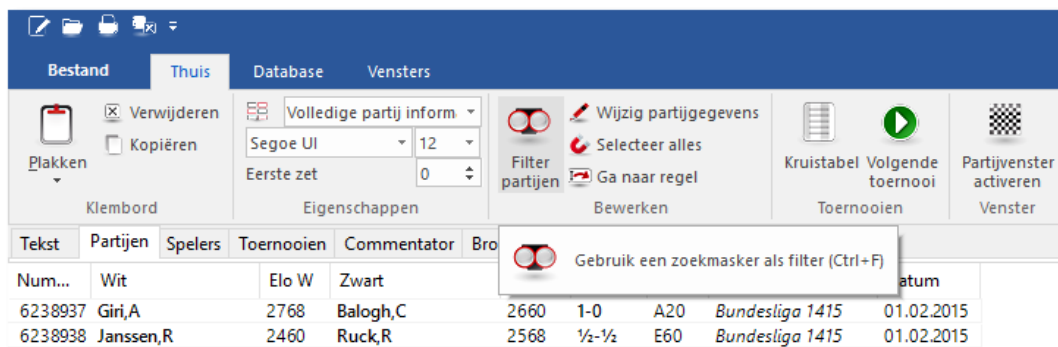 Bestand Thuis Database Vensters
Plakken
Verwijderen
Kopiëren
Klembord
Volledige partij inform
Segoe UI 12
Eerste zet 0
Eigenschappen
Filter
partijen
Wijzig partijgegevens
Selecteer alles
Ga naar regel
Bewerken
Kruistabel
Volgende
toernooi
Toernooien
Partijvenster
activeren
Venster
Tekst Partijen Spelers Toernooien Commentator Bro
Gebruik een zoekmasker als filter (Ctrl+F)
Num... Wit Elo W Zwart atum
6238937 Giri,A 2768 Balogh,C 2660 1-0 A20 Bundesliga 1415 01.02.2015
6238938 Janssen,R 2460 Ruck,R 2568 ½-½ E60 Bundesliga 1415 01.02.2015